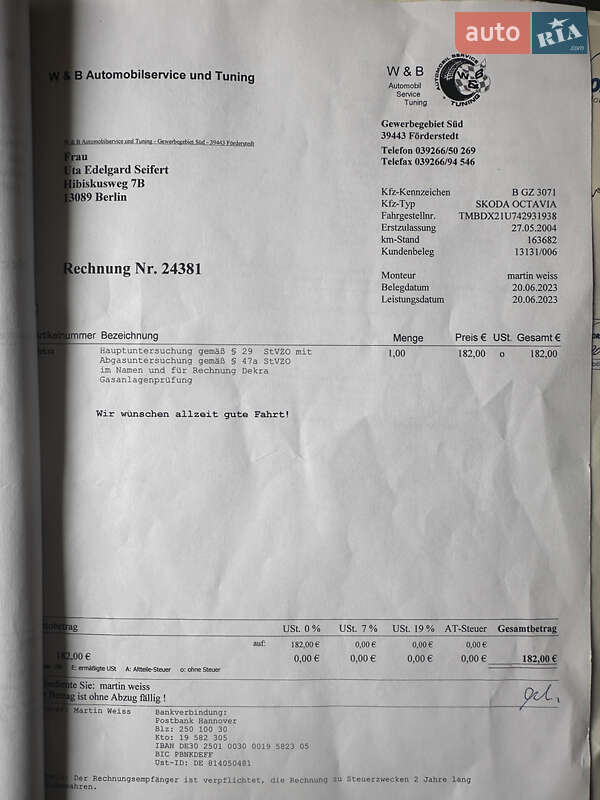 auto RIA .com
W & B Automobilservice und Tuning
W & B
Automobil
Service
Tuning
AUTOMOBIL SERVICE
W & B
TUNING
Gewerbegebiet Süd
39443 Förderstedt
Telefon 039266/50 269
Telefax 039266/94 546
W & B Automobilservice und Tuning - Gewerbegebiet Süd - 39443 Förderstedt
Frau
Uta Edelgard Seifert
Hibiskusweg 7B
13089 Berlin
Kfz-Kennzeichen B GZ 3071
Kfz-Typ SKODA OCTAVIA
Fahrgestellnr. TMBDX21U742931938
Erstzulassung 27.05.2004
km-Stand 163682
Kundenbeleg 13131/006
Rechnung Nr. 24381
Monteur martin weiss
Belegdatum 20.06.2023
Leistungsdatum 20.06.2023
Artikelnummer Bezeichnung Menge Preis € USt. Gesamt €
Hauptuntersuchung gemäß § 29 StVZO mit 1,00 182,00 o 182,00
Abgasuntersuchung gemäß § 47a StVZO
im Namen und für Rechnung Dekra
Gasanlagenprüfung
Wir wünschen allzeit gute Fahrt!
USt. 0 % USt. 7 % USt. 19 % AT-Steuer Gesamtbetrag
auf: 182,00 € 0,00 € 0,00 € 0,00 €
182,00 € 0,00 € 0,00 € 0,00 € 0,00 € 182,00 €
E: ermäßigte USt A: Altteile-Steuer o: ohne Steuer
Sie: martin weiss
ist ohne Abzug fällig !
Martin Weiss Bankverbindung:
Postbank Hannover
Blz: 250 100 30
Kto: 19 582 305
IBAN DE30 2501 0030 0019 5823 05
BIC PBNKDEFF
Ust-ID: DE 814050481
Der Rechnungsempfänger ist verpflichtet, die Rechnung zu Steuerzwecken 2 Jahre lang